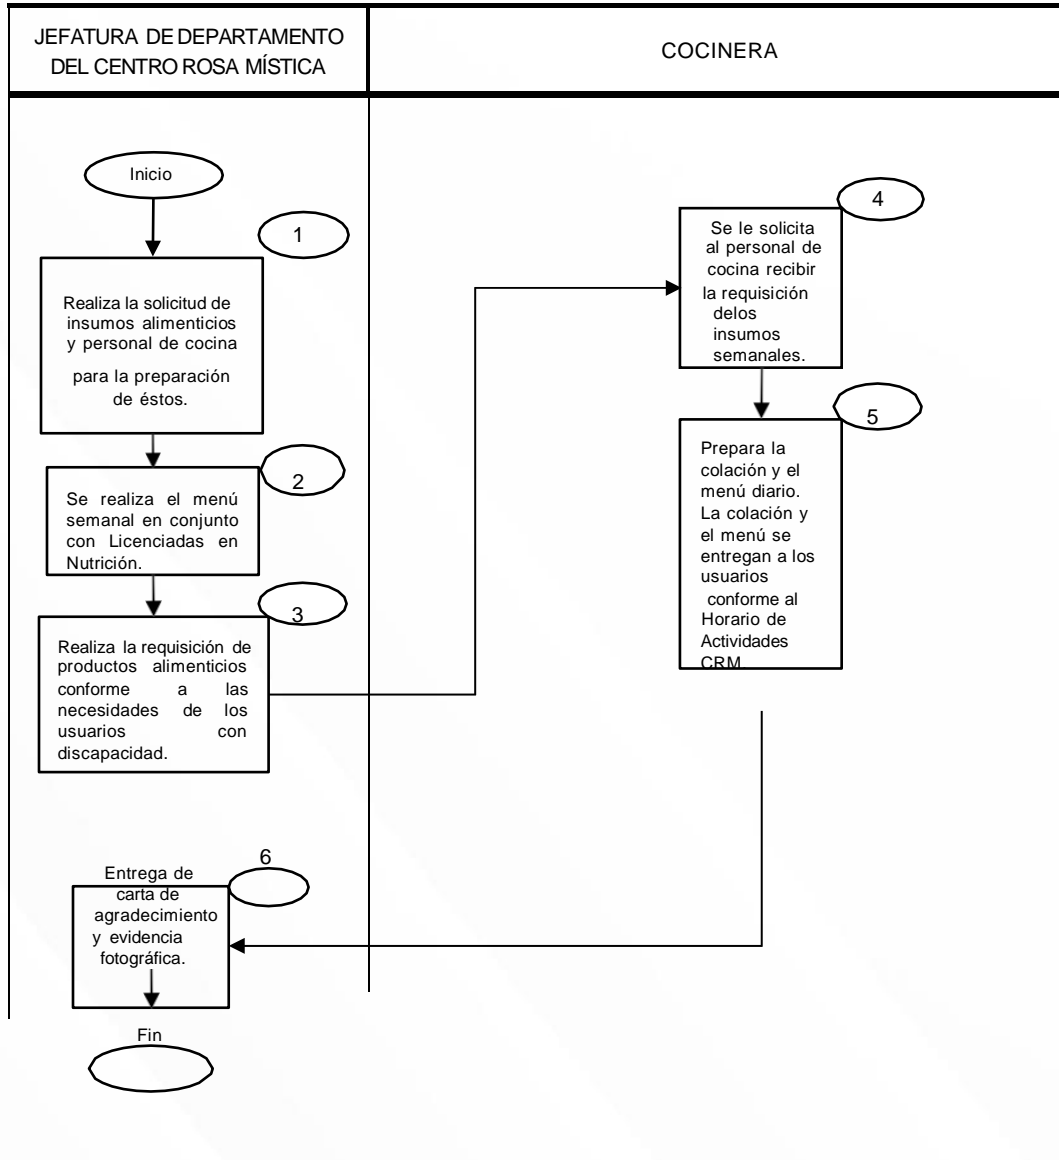 JEFATURA DE DEPARTAMENTO
DEL CENTRO ROSA MÍSTICA
COCINERA
Inicio
1
Realiza la solicitud de
insumos alimenticios
y personal de cocina
para la preparación
de éstos.
2
Se realiza el menú
semanal en conjunto
con Licenciadas en
Nutrición.
3
Realiza la requisición de
productos alimenticios
conforme a las
necesidades de los
usuarios con
discapacidad.
4
Se le solicita
al personal de
cocina recibir
la requisición
delos
insumos
semanales.
5
Prepara la
colación y el
menú diario.
La colación y
el menú se
entregan a los
usuarios
conforme al
Horario de
Actividades
CRM.
6
Entrega de
carta de
agradecimiento
y evidencia
fotográfica.
Fin